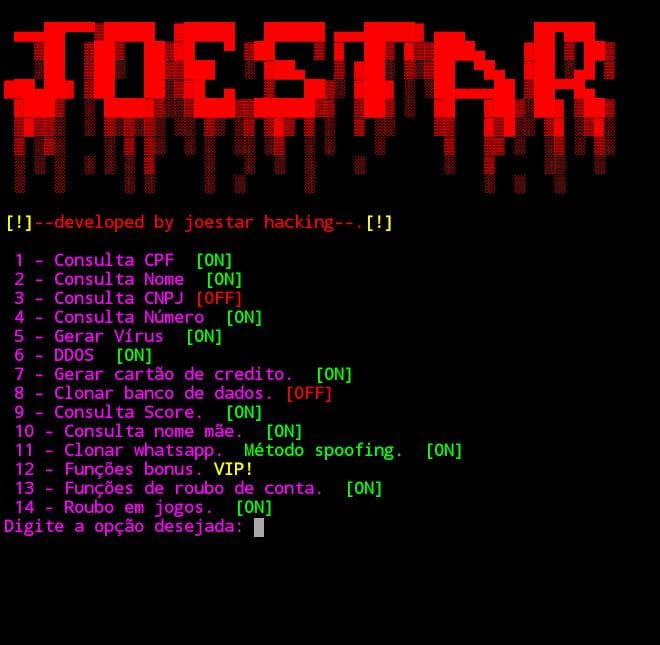 JOESTAR
[!]--developed by joestar hacking--.[!]
1 - Consulta CPF [ON]
2 - Consulta Nome [ON]
3 - Consulta CNPJ [OFF]
4 - Consulta Número [ON]
5 - Gerar Vírus [ON]
6 - DDOS [ON]
7 - Gerar cartão de credito. [ON]
8 - Clonar banco de dados. [OFF]
9 - Consulta Score. [ON]
10 - Consulta nome mãe. [ON]
11 - Clonar whatsapp. Método spoofing. [ON]
12 - Funções bonus. VIP!
13 - Funções de roubo de conta. [ON]
14 - Roubo em jogos. [ON]
Digite a opção desejada: